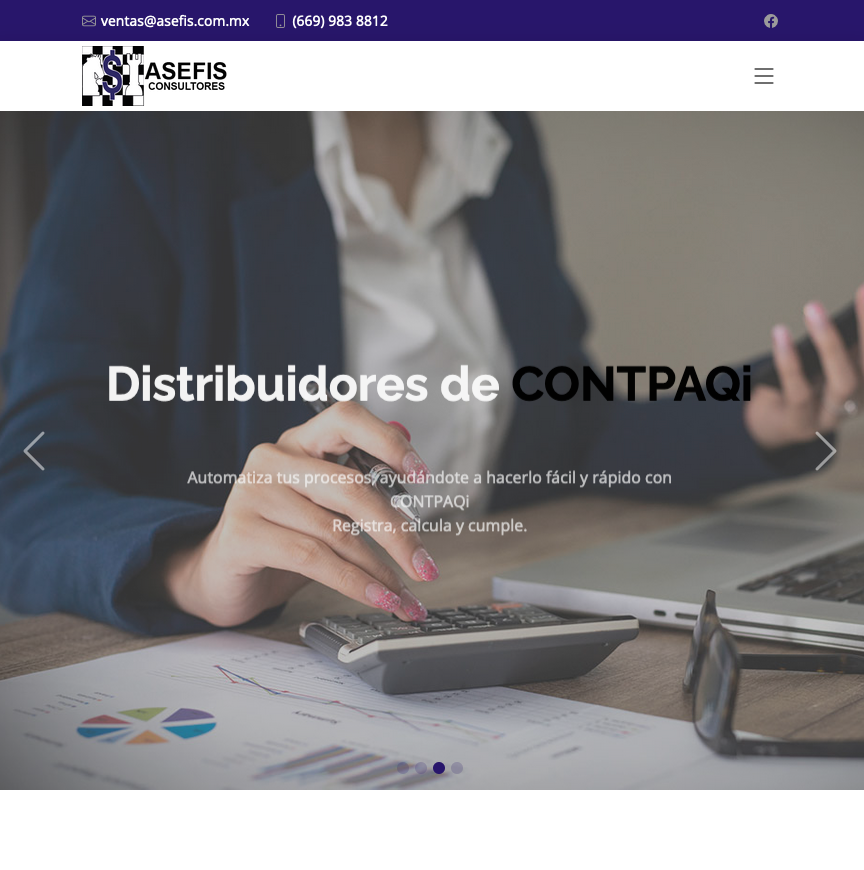 ventas@asefis.com.mx (669) 983 8812
ASEFIS
CONSULTORES
Distribuidores de CONTPAQi
Automatiza tus procesos, ayudándote a hacerlo fácil y rápido con
CONTPAQi
Registra, calcula y cumple.